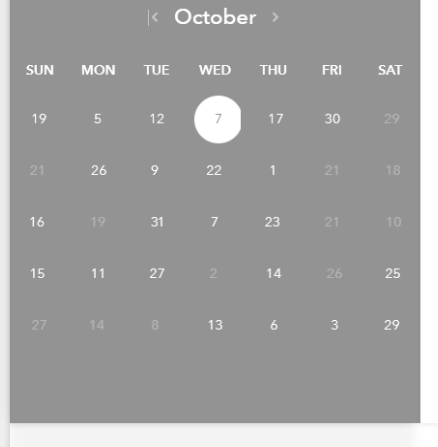 October
SUN MON TUE WED THU FRI SAT
19 5 12 7 17 30 29
21 26 9 22 1 21 18
16 19 31 7 23 21 10
15 11 27 2 14 26 25
27 14 8 13 6 3 29